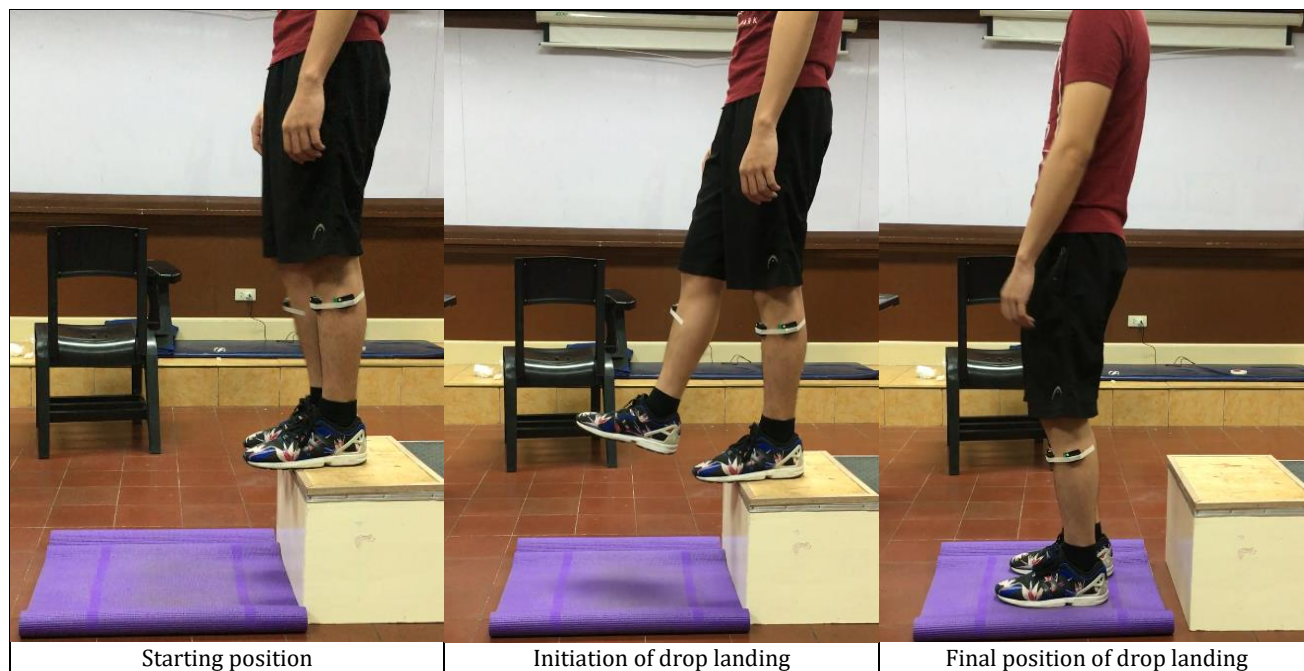 Starting position
Initiation of drop landing
Final position of drop landing